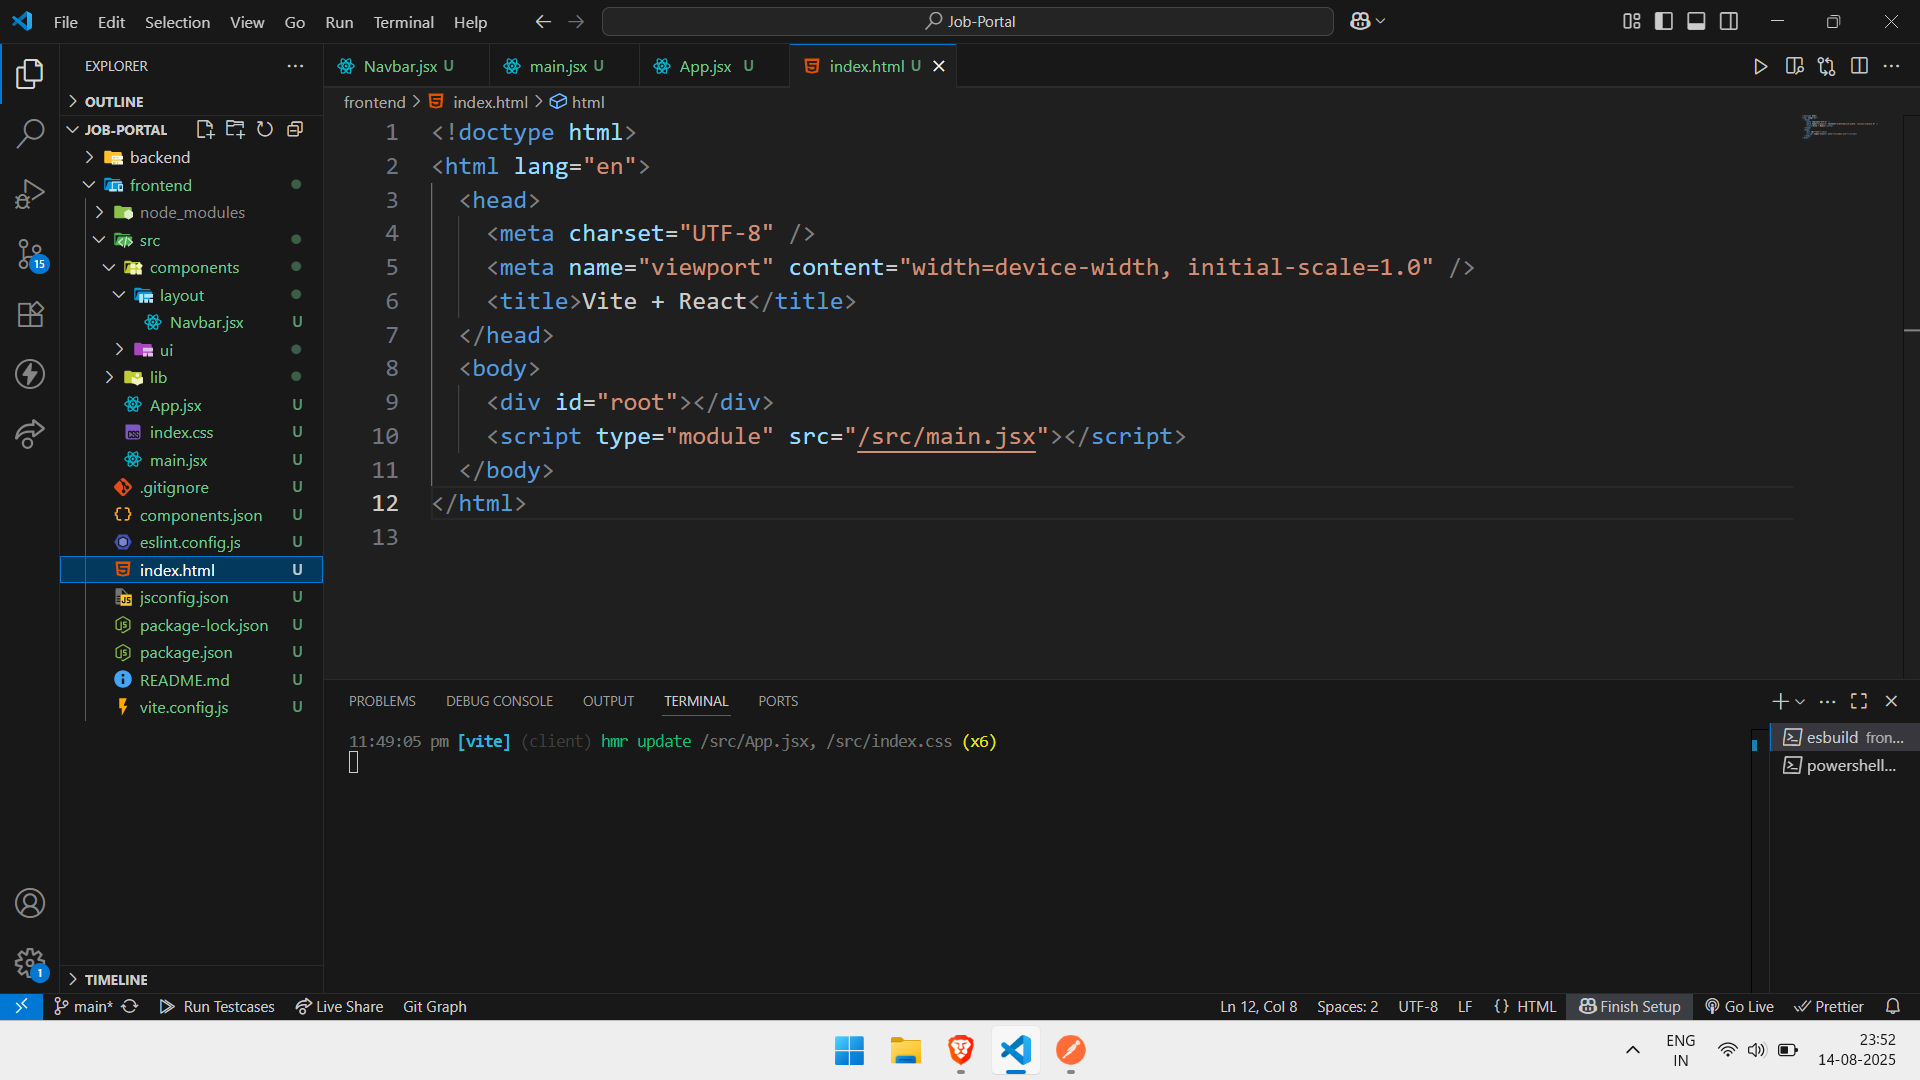 File Edit Selection View Go Run Terminal Help
Job-Portal
EXPLORER
OUTLINE
JOB-PORTAL
backend
frontend
node_modules
src
components
layout
Navbar.jsx U
ui
lib
App.jsx U
index.css U
main.jsx U
.gitignore U
components.json U
eslint.config.js U
index.html U
jsconfig.json U
package-lock.json U
package.json U
README.md U
vite.config.js U
TIMELINE
15
1
Navbar.jsx U main.jsx U App.jsx U index.html U
frontend > index.html > html
1 <!doctype html>
2 <html lang="en">
3 <head>
4 <meta charset="UTF-8" />
5 <meta name="viewport" content="width=device-width, initial-scale=1.0" />
6 <title>Vite + React</title>
7 </head>
8 <body>
9 <div id="root"></div>
10 <script type="module" src="/src/main.jsx"></script>
11 </body>
12 </html>
13
PROBLEMS DEBUG CONSOLE OUTPUT TERMINAL PORTS
11:49:05 pm [vite] (client) hmr update /src/App.jsx, /src/index.css (x6)
esbuild fron...
powershell...
main* Run Testcases Live Share Git Graph
Ln 12, Col 8 Spaces: 2 UTF-8 LF {} HTML Finish Setup Go Live Prettier
ENG
IN
23:52
14-08-2025